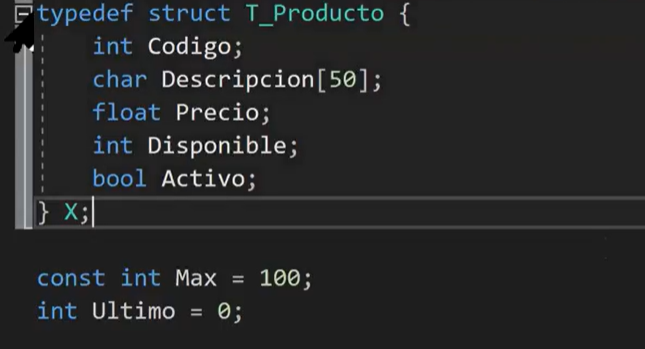 typedef struct T_Producto {
int Codigo;
char Descripcion[50];
float Precio;
int Disponible;
bool Activo;
} X;
const int Max = 100;
int Ultimo = 0;